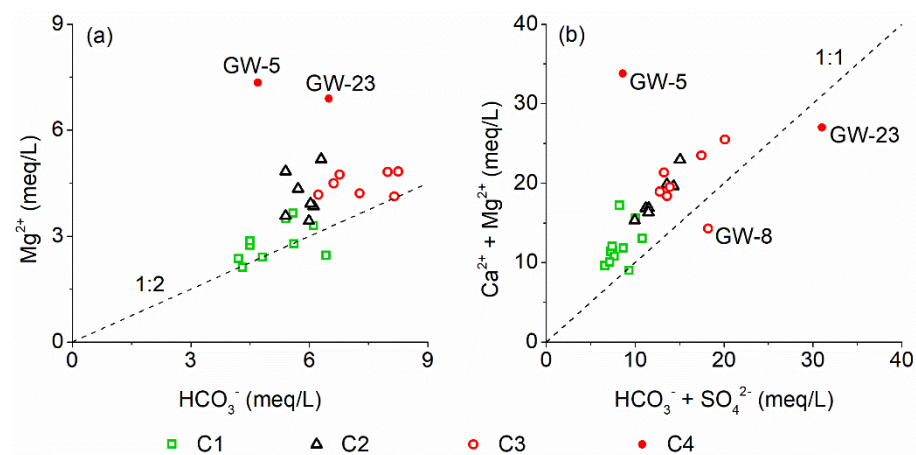 (a)
GW-5
GW-23
1:2
9
6
3
0
Mg²⁺ (meq/L)
0 3 6 9
HCO₃⁻ (meq/L)
(b)
1:1
GW-5
GW-23
GW-8
40
30
20
10
0
Ca²⁺ + Mg²⁺ (meq/L)
0 10 20 30 40
HCO₃⁻ + SO₄²⁻ (meq/L)
C1 C2 C3 C4